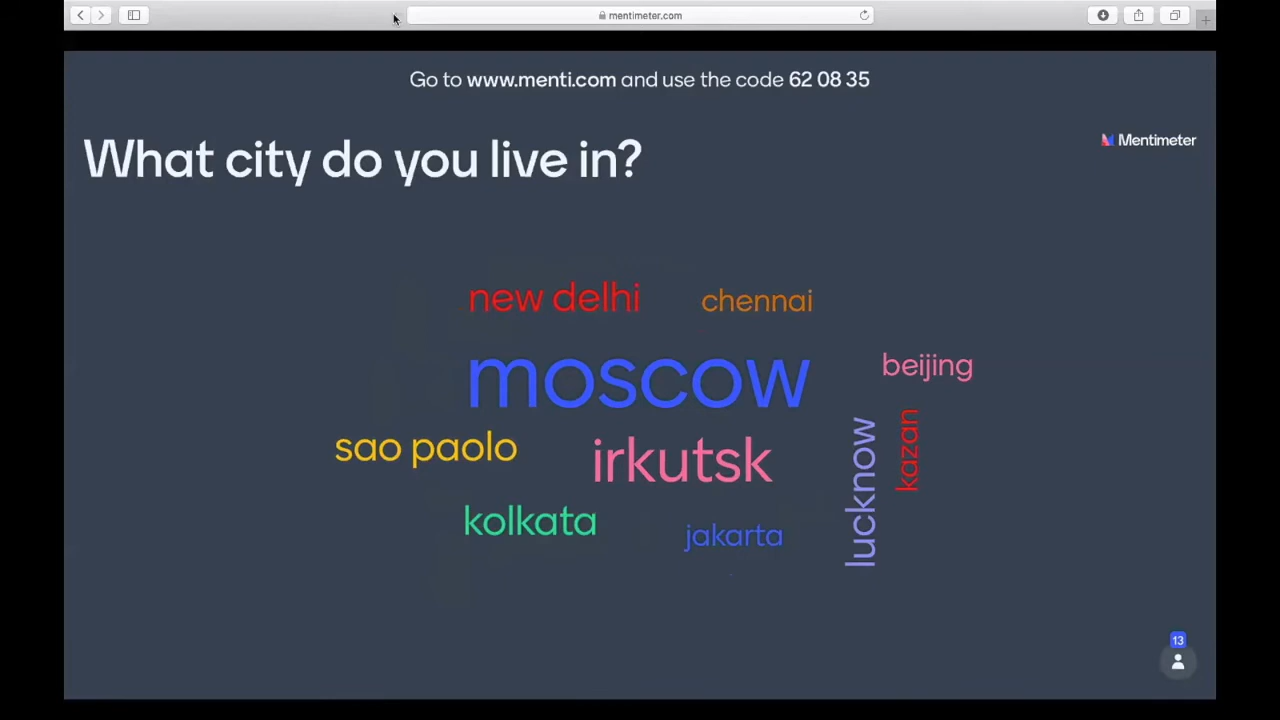 mentimeter.com
Go to www.menti.com and use the code 62 08 35
What city do you live in?
Mentimeter
new delhi
chennai
moscow
beijing
sao paolo
irkutsk
lucknow
kazan
kolkata
jakarta
13